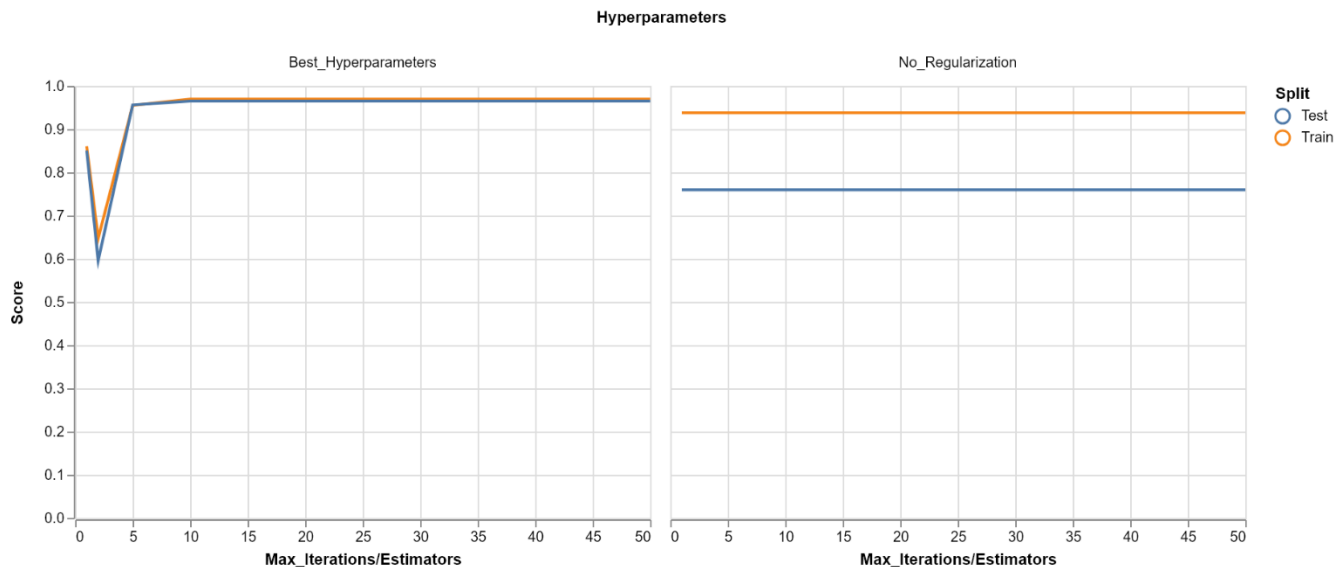 Hyperparameters
Best_Hyperparameters
No_Regularization
1.0
0.9
0.8
0.7
0.6
0.5
0.4
0.3
0.2
0.1
0.0
Score
0 5 10 15 20 25 30 35 40 45 50
0 5 10 15 20 25 30 35 40 45 50
Max_Iterations/Estimators
Max_Iterations/Estimators
Split
Test
Train